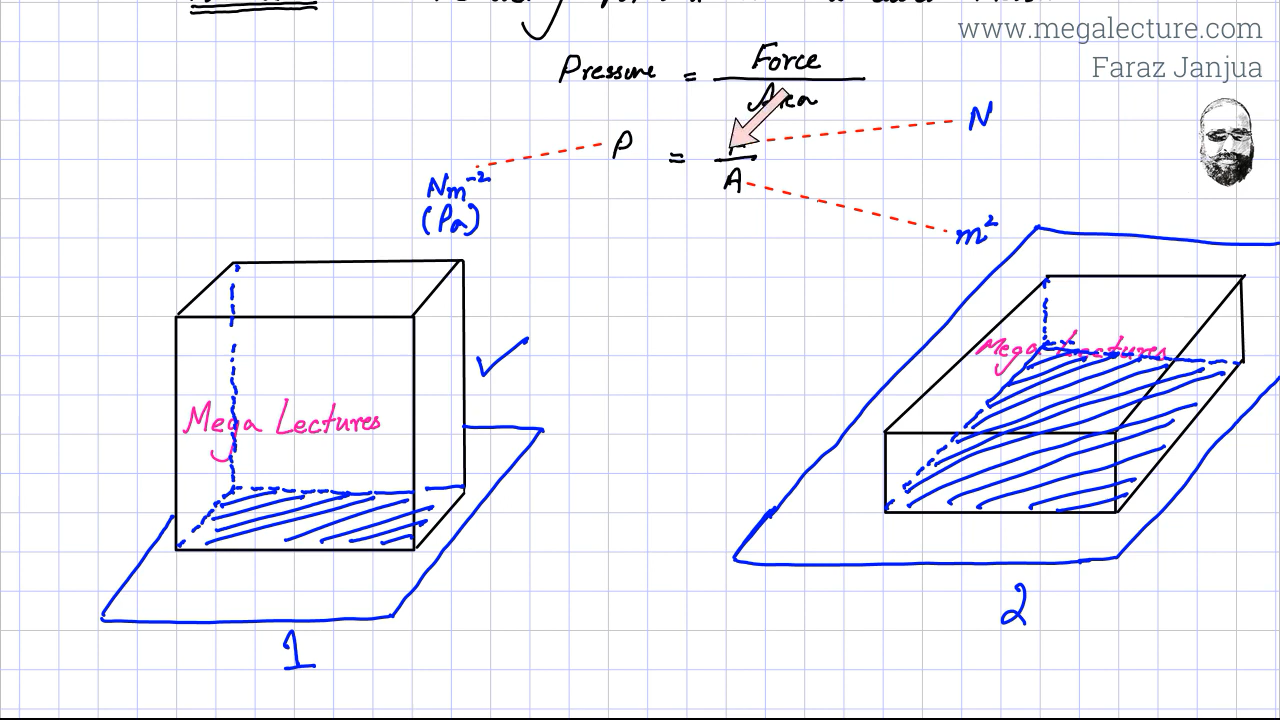 www.megalecture.com
Faraz Janjua
Pressure = Force
Area
P = 
A
N
m²
Nm⁻²
(Pa)
Mega Lectures
Mega Lectures
1
2